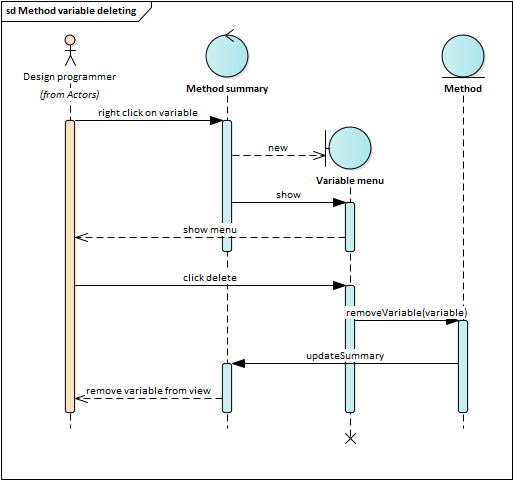 sd Method variable deleting
Design programmer
(from Actors)
Method summary
Method
right click on variable
new
Variable menu
show
show menu
click delete
removeVariable(variable)
updateSummary
remove variable from view